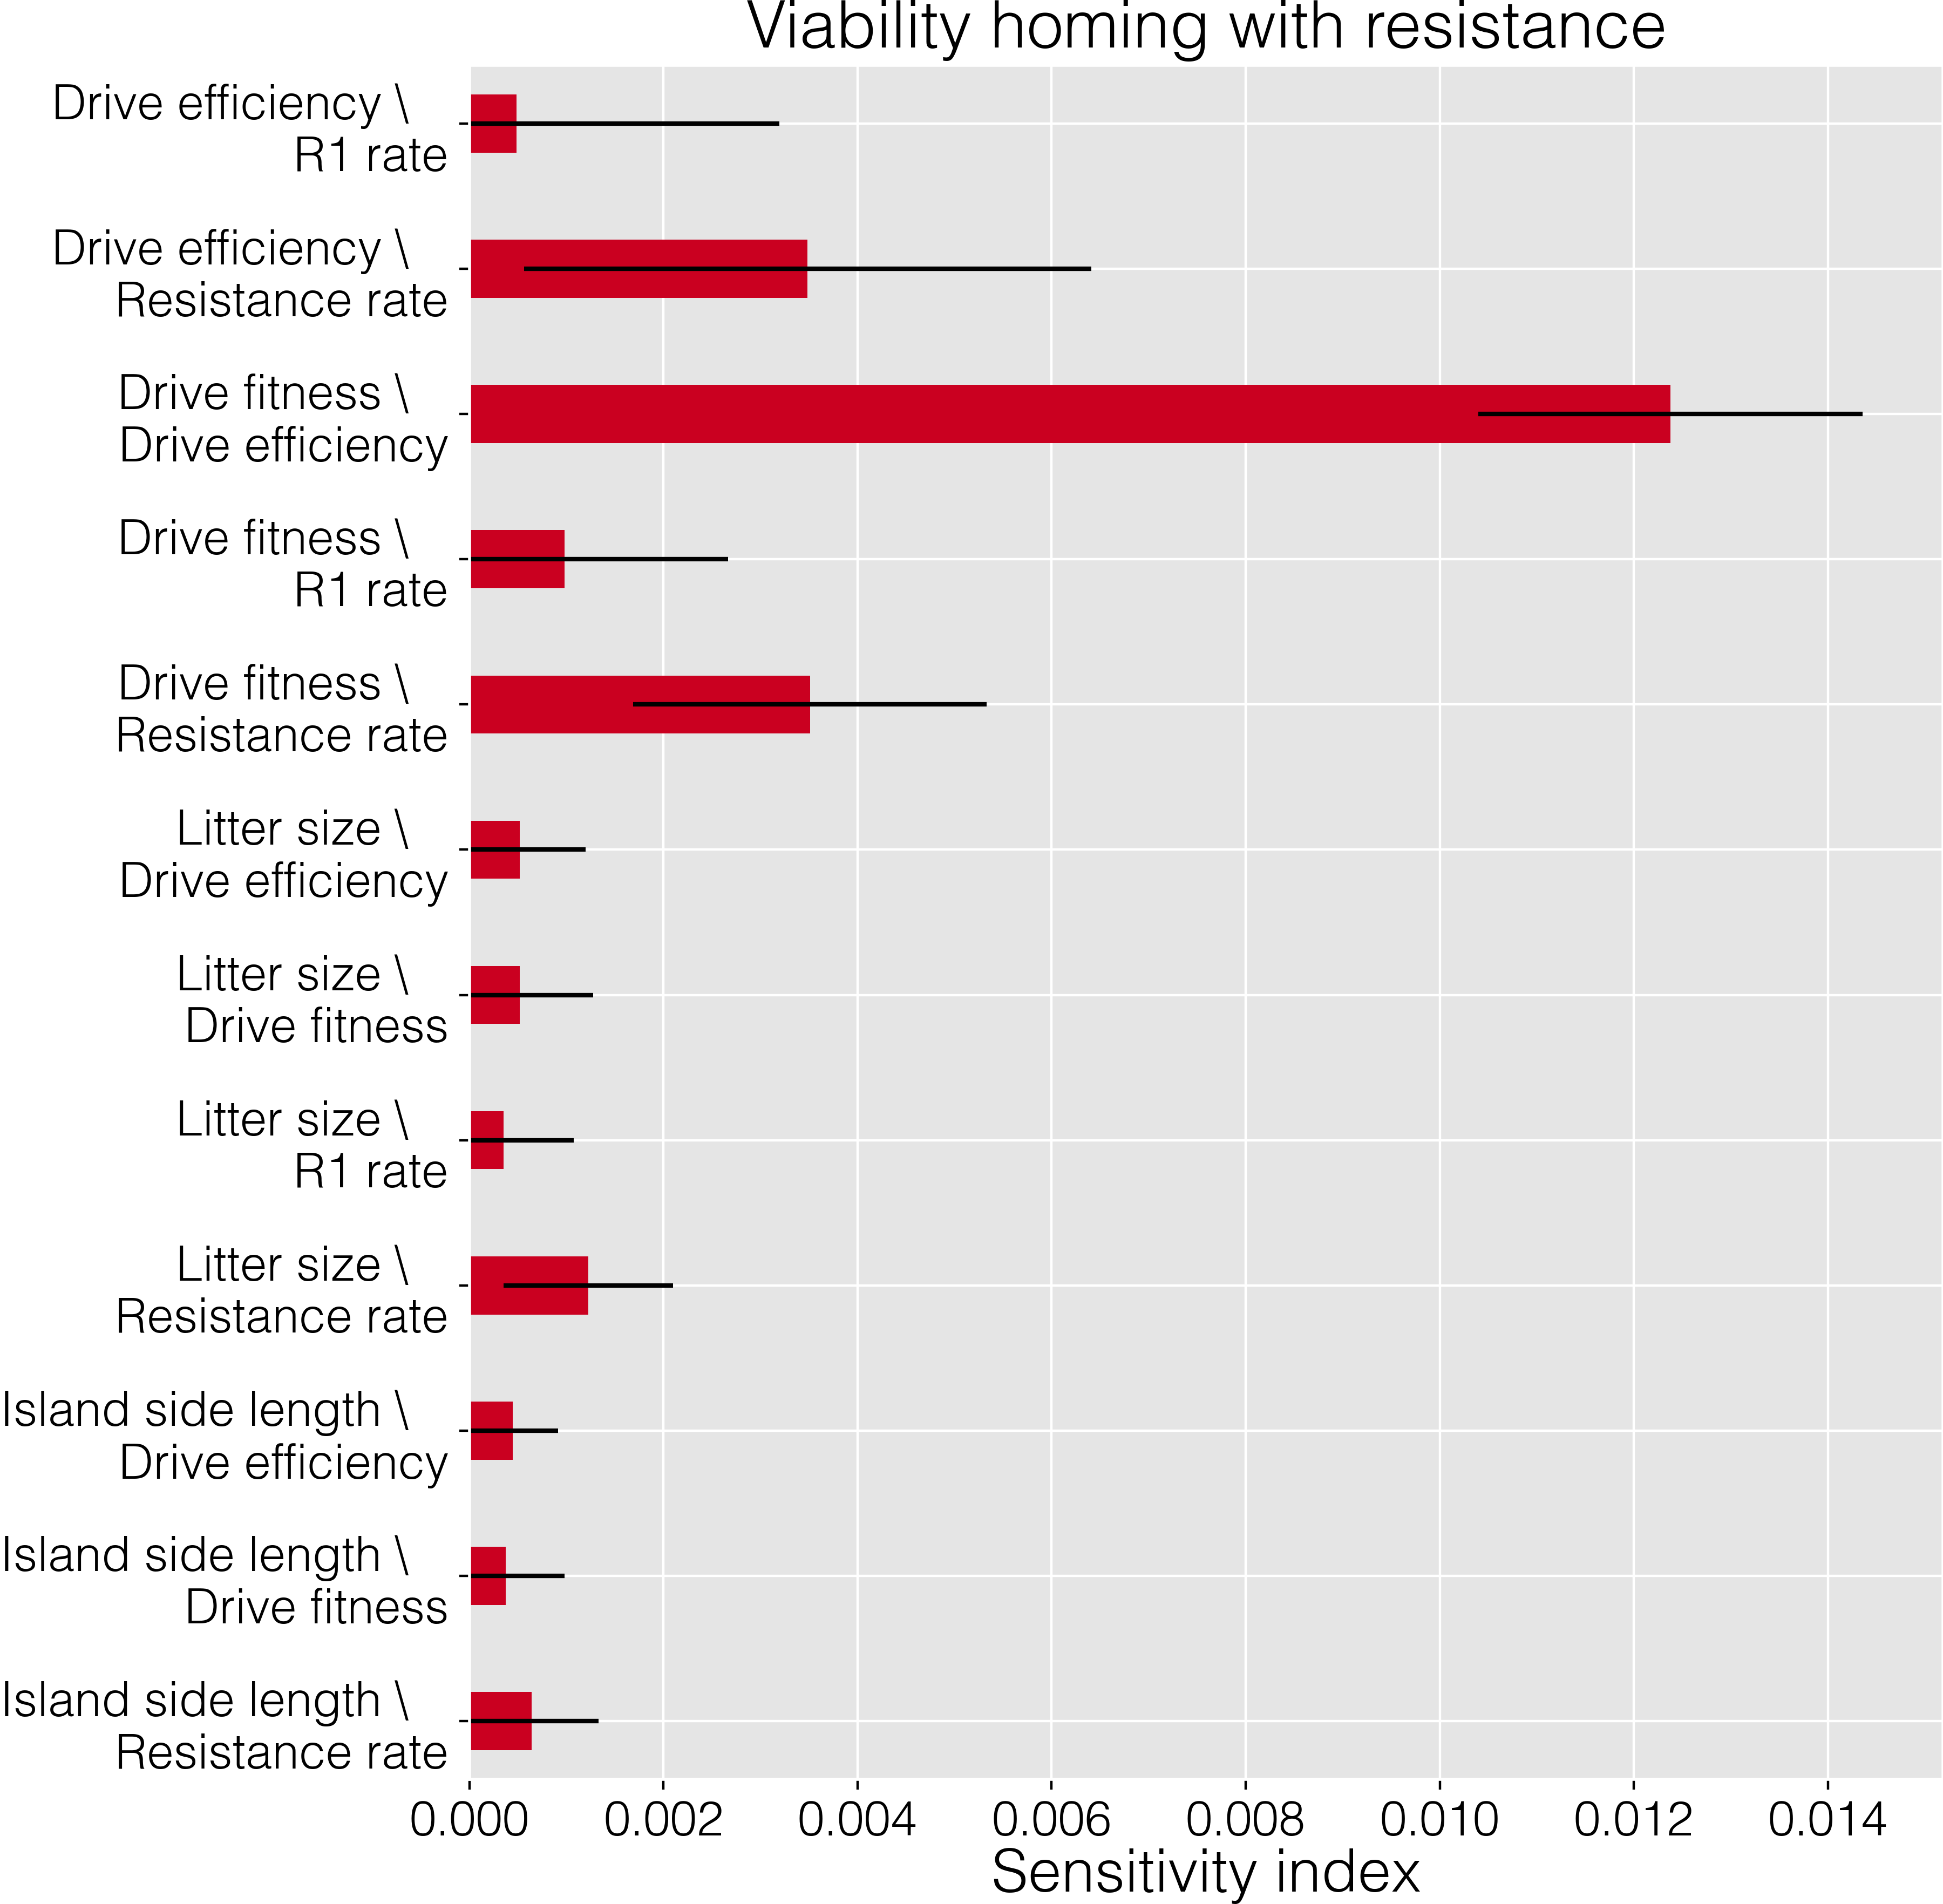 Viability homing with resistance
Drive efficiency \
R1 rate
Drive efficiency \
Resistance rate
Drive fitness \
Drive efficiency
Drive fitness \
R1 rate
Drive fitness \
Resistance rate
Litter size \
Drive efficiency
Litter size \
Drive fitness
Litter size \
R1 rate
Litter size \
Resistance rate
Island side length \
Drive efficiency
Island side length \
Drive fitness
Island side length \
Resistance rate
0.000 0.002 0.004 0.006 0.008 0.010 0.012 0.014
Sensitivity index